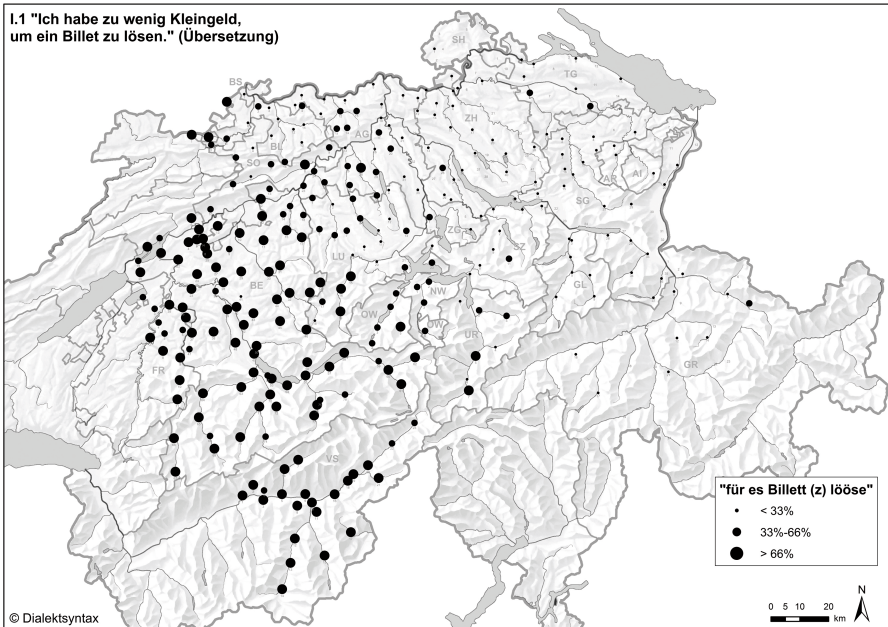 I.1 "Ich habe zu wenig Kleingeld,
um ein Billet zu lösen." (Übersetzung)
SH
BS
TG
ZH
BL
AG
SO
AR
AI
SG
ZG
LU
SZ
BE
GL
NW
OW
OW
UR
GR
FR
VS
"für es Billett (z) lööse"
< 33%
33%-66%
> 66%
N
0 5 10 20
km
© Dialektsyntax